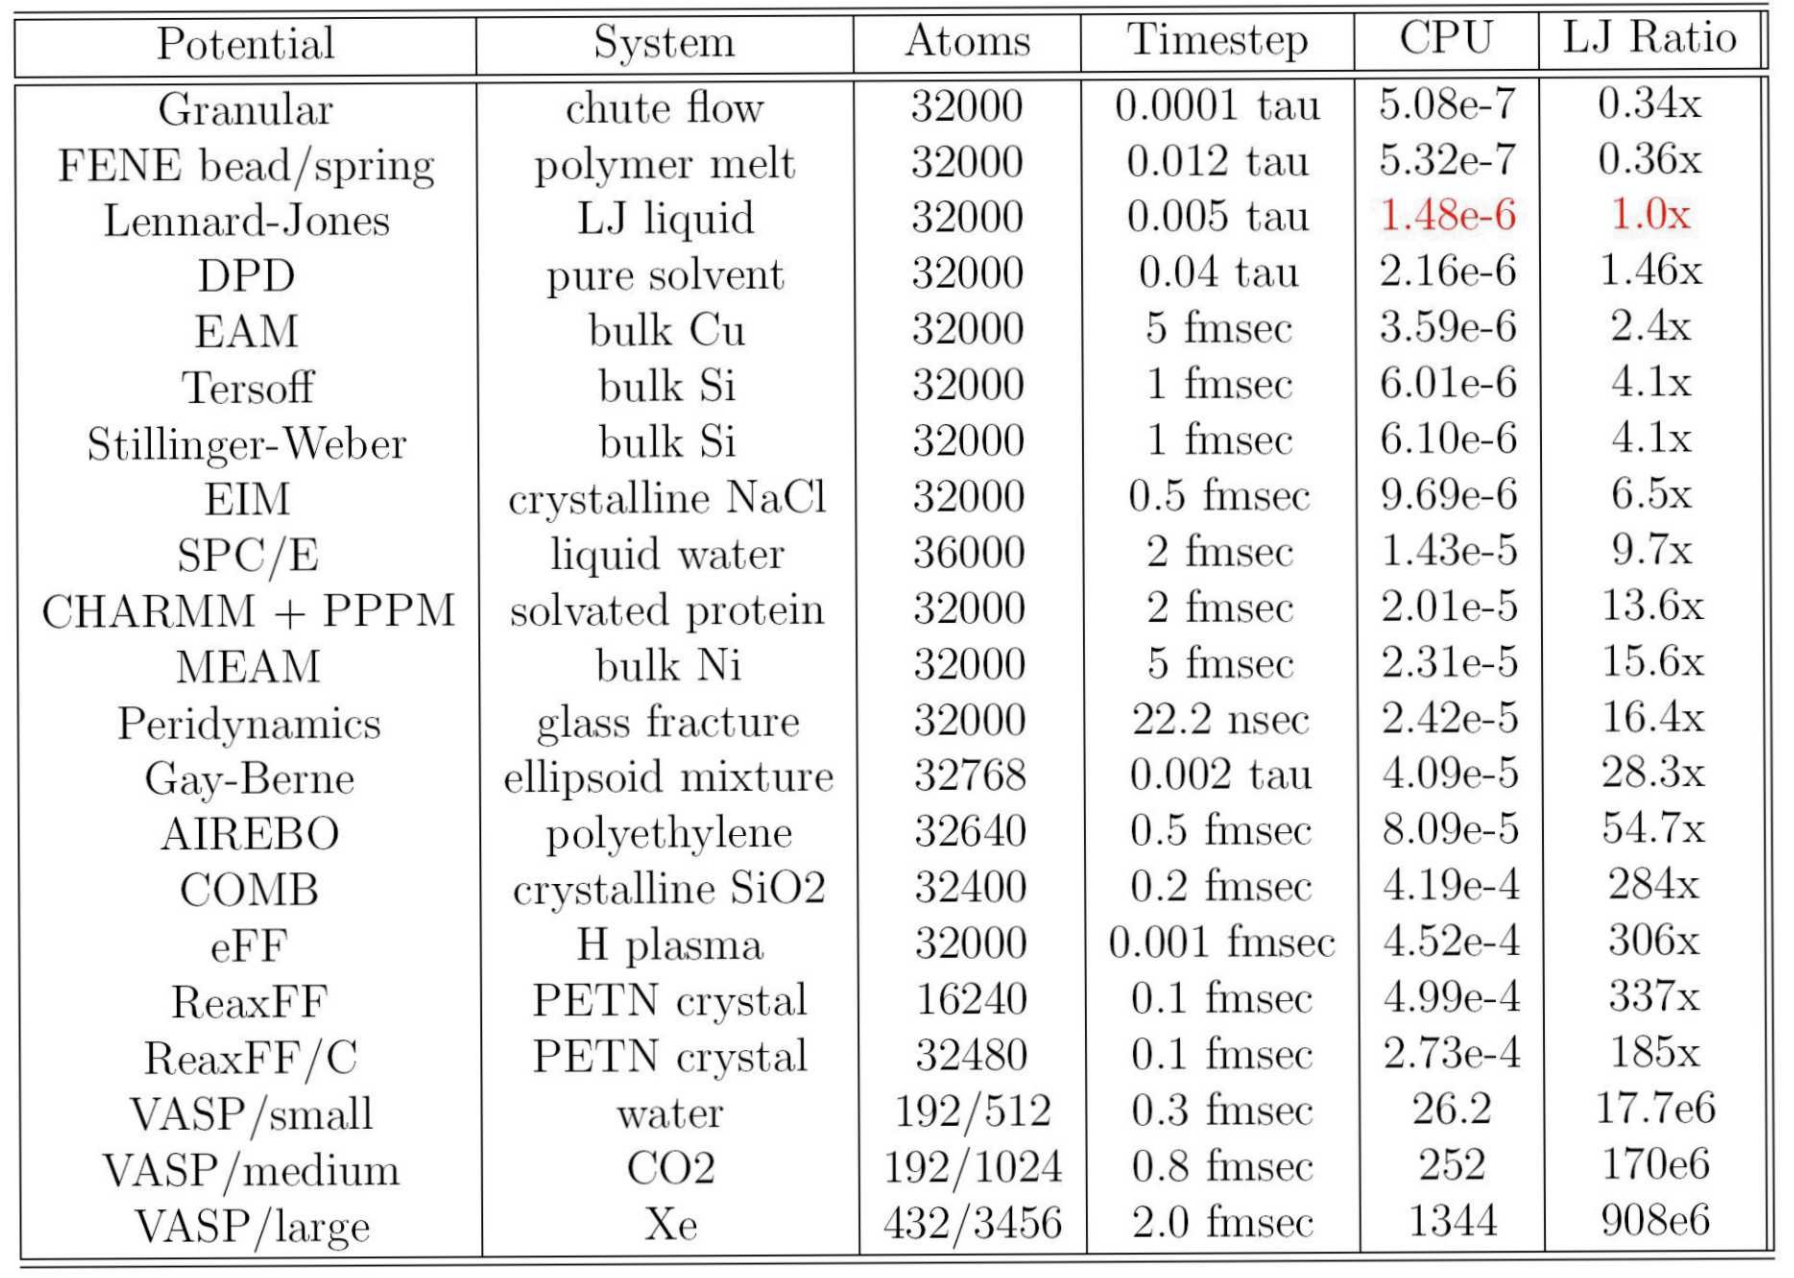 Potential System Atoms Timestep CPU LJ Ratio
Granular chute flow 32000 0.0001 tau 5.08e-7 0.34x
FENE bead/spring polymer melt 32000 0.012 tau 5.32e-7 0.36x
Lennard-Jones LJ liquid 32000 0.005 tau 1.48e-6 1.0x
DPD pure solvent 32000 0.04 tau 2.16e-6 1.46x
EAM bulk Cu 32000 5 fmsec 3.59e-6 2.4x
Tersoff bulk Si 32000 1 fmsec 6.01e-6 4.1x
Stillinger-Weber bulk Si 32000 1 fmsec 6.10e-6 4.1x
EIM crystalline NaCl 32000 0.5 fmsec 9.69e-6 6.5x
SPC/E liquid water 36000 2 fmsec 1.43e-5 9.7x
CHARMM + PPPM solvated protein 32000 2 fmsec 2.01e-5 13.6x
MEAM bulk Ni 32000 5 fmsec 2.31e-5 15.6x
Peridynamics glass fracture 32000 22.2 nsec 2.42e-5 16.4x
Gay-Berne ellipsoid mixture 32768 0.002 tau 4.09e-5 28.3x
AIREBO polyethylene 32640 0.5 fmsec 8.09e-5 54.7x
COMB crystalline SiO2 32400 0.2 fmsec 4.19e-4 284x
eFF H plasma 32000 0.001 fmsec 4.52e-4 306x
ReaxFF PETN crystal 16240 0.1 fmsec 4.99e-4 337x
ReaxFF/C PETN crystal 32480 0.1 fmsec 2.73e-4 185x
VASP/small water 192/512 0.3 fmsec 26.2 17.7e6
VASP/medium CO2 192/1024 0.8 fmsec 252 170e6
VASP/large Xe 432/3456 2.0 fmsec 1344 908e6